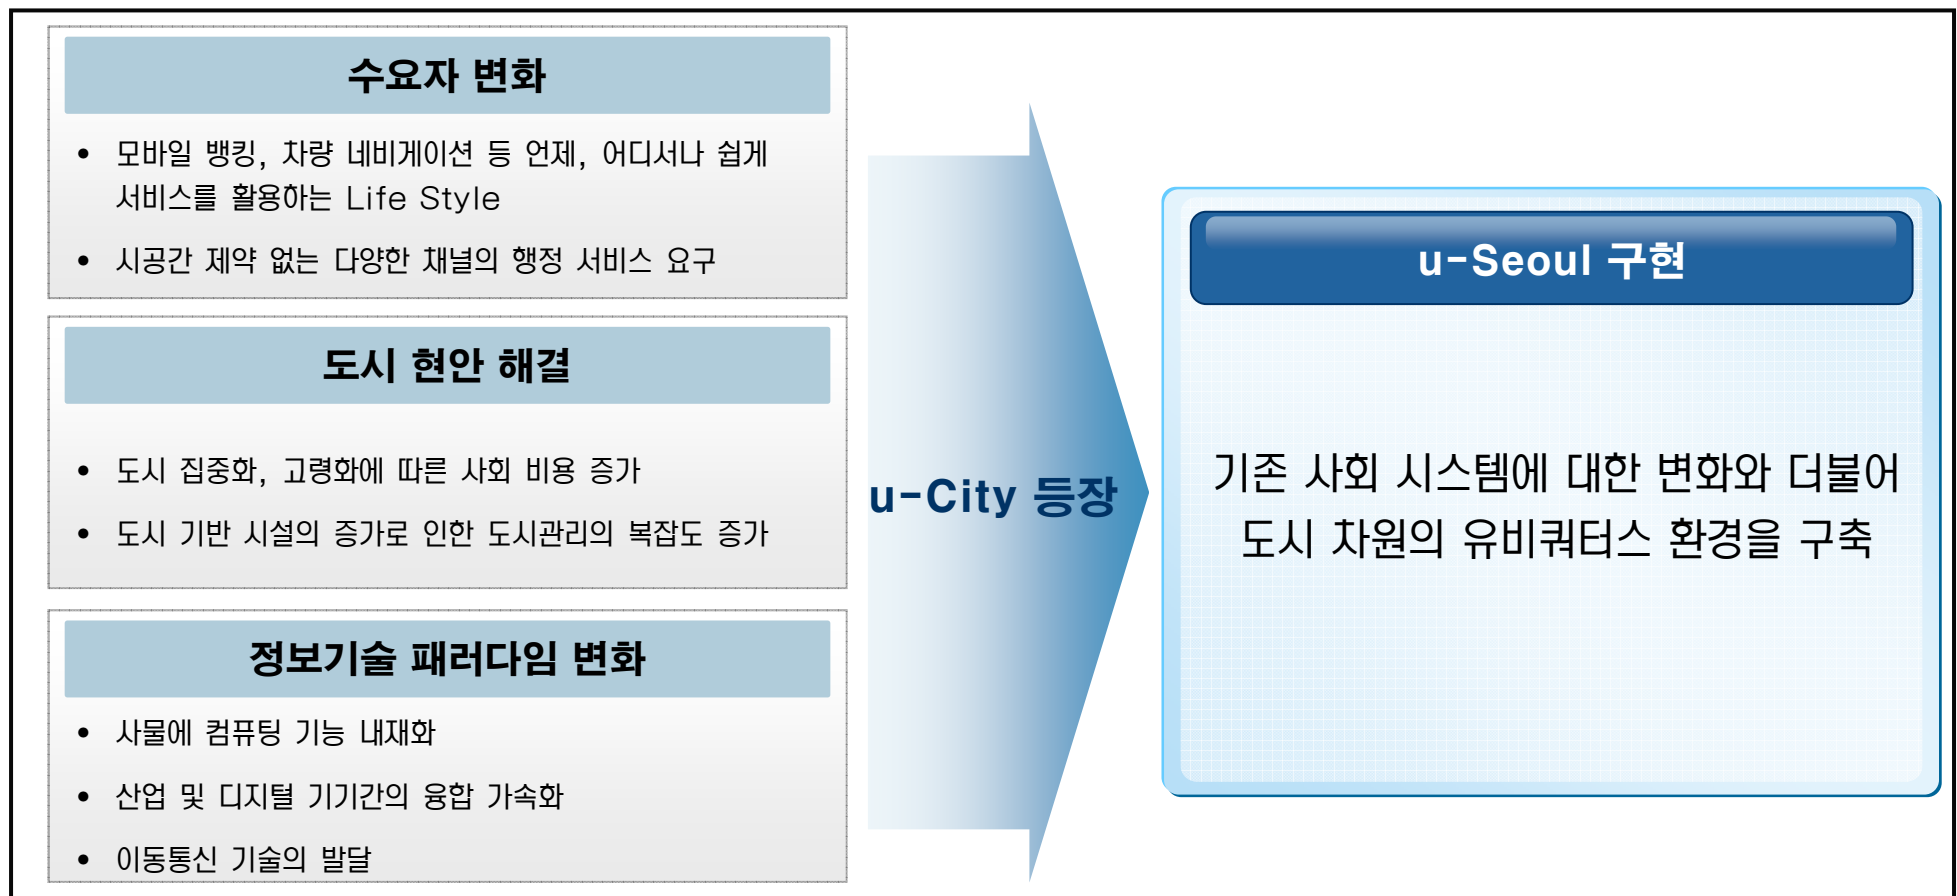 수요자 변화
• 모바일 뱅킹, 차량 네비게이션 등 언제, 어디서나 쉽게
서비스를 활용하는 Life Style
• 시공간 제약 없는 다양한 채널의 행정 서비스 요구
도시 현안 해결
• 도시 집중화, 고령화에 따른 사회 비용 증가
• 도시 기반 시설의 증가로 인한 도시관리의 복잡도 증가
정보기술 패러다임 변화
• 사물에 컴퓨팅 기능 내재화
• 산업 및 디지털 기기간의 융합 가속화
• 이동통신 기술의 발달
u-City 등장
u-Seoul 구현
기존 사회 시스템에 대한 변화와 더불어
도시 차원의 유비쿼터스 환경을 구축